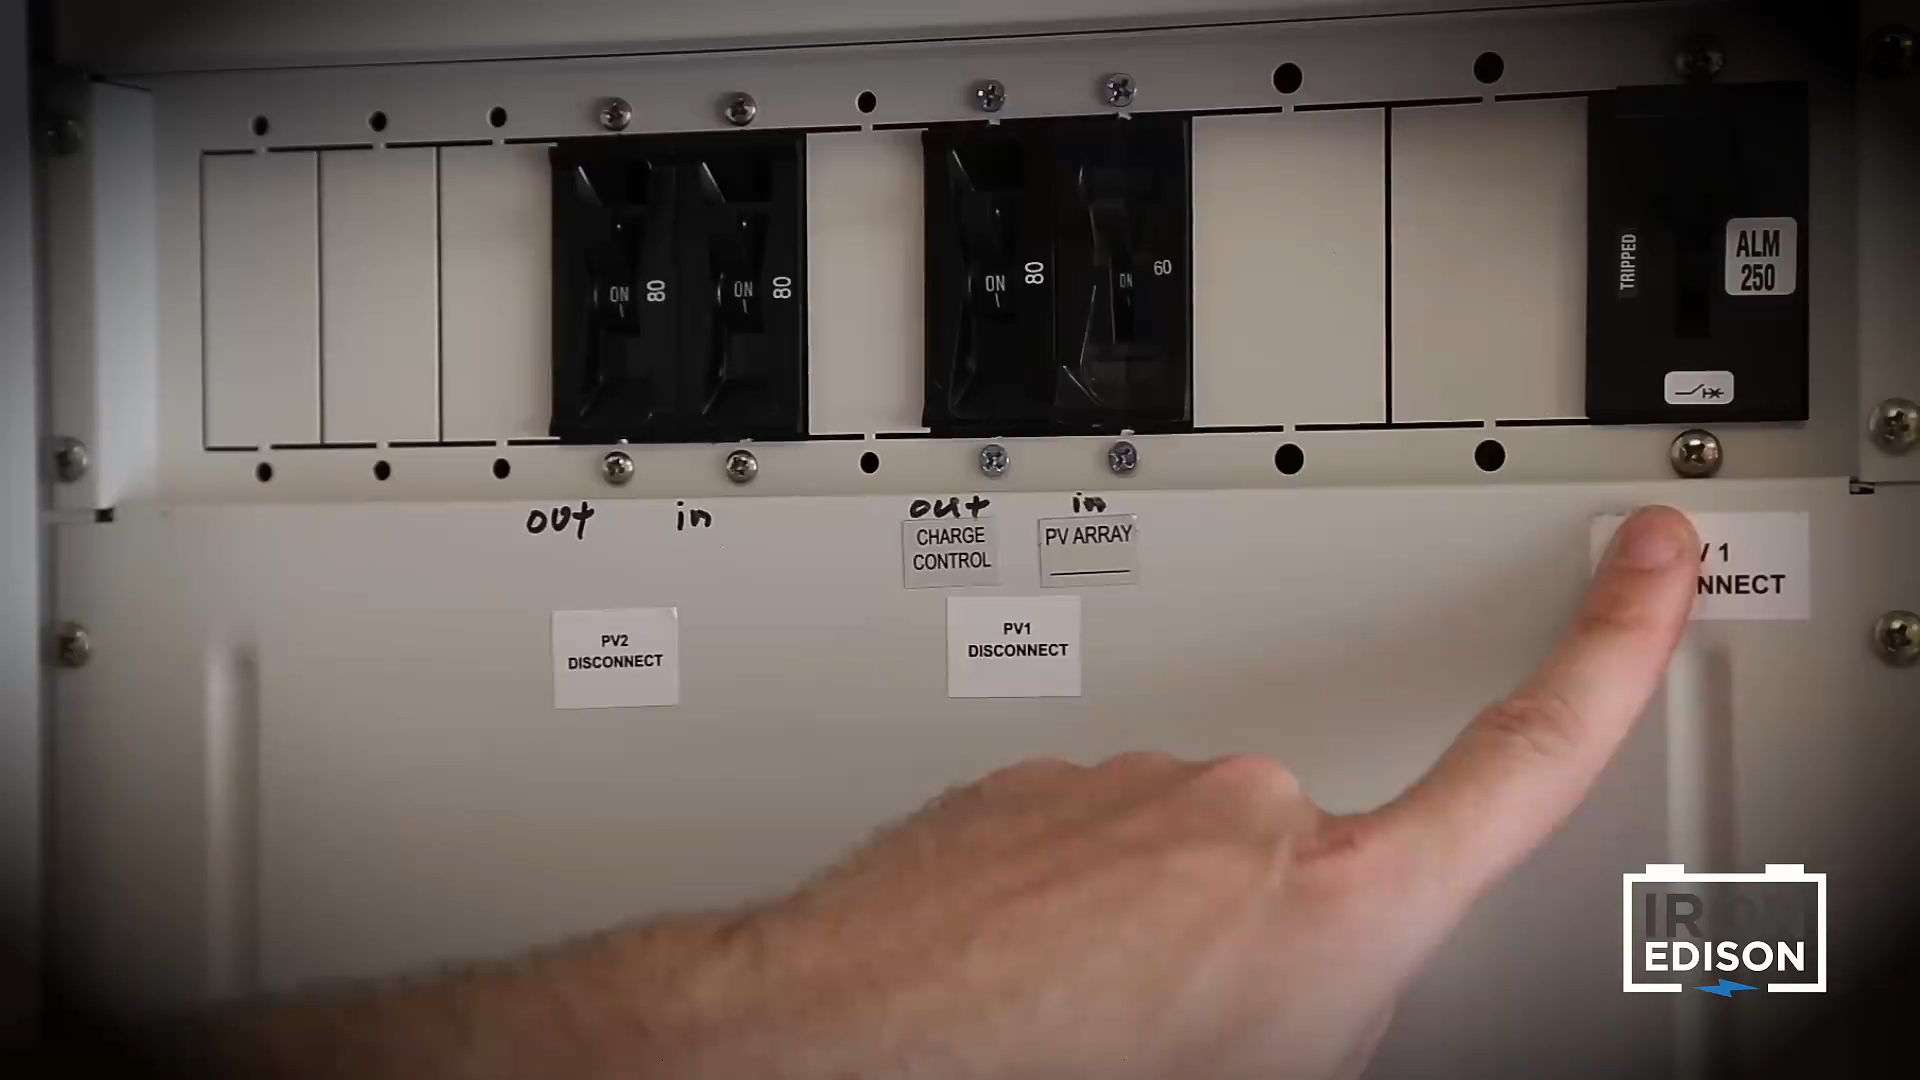 ON
80
ON
80
ON
80
ON
60
TRIPPED
ALM
250
out in
out in
CHARGE
CONTROL
PV ARRAY
PV2
DISCONNECT
PV1
DISCONNECT
1
IRON
EDISON